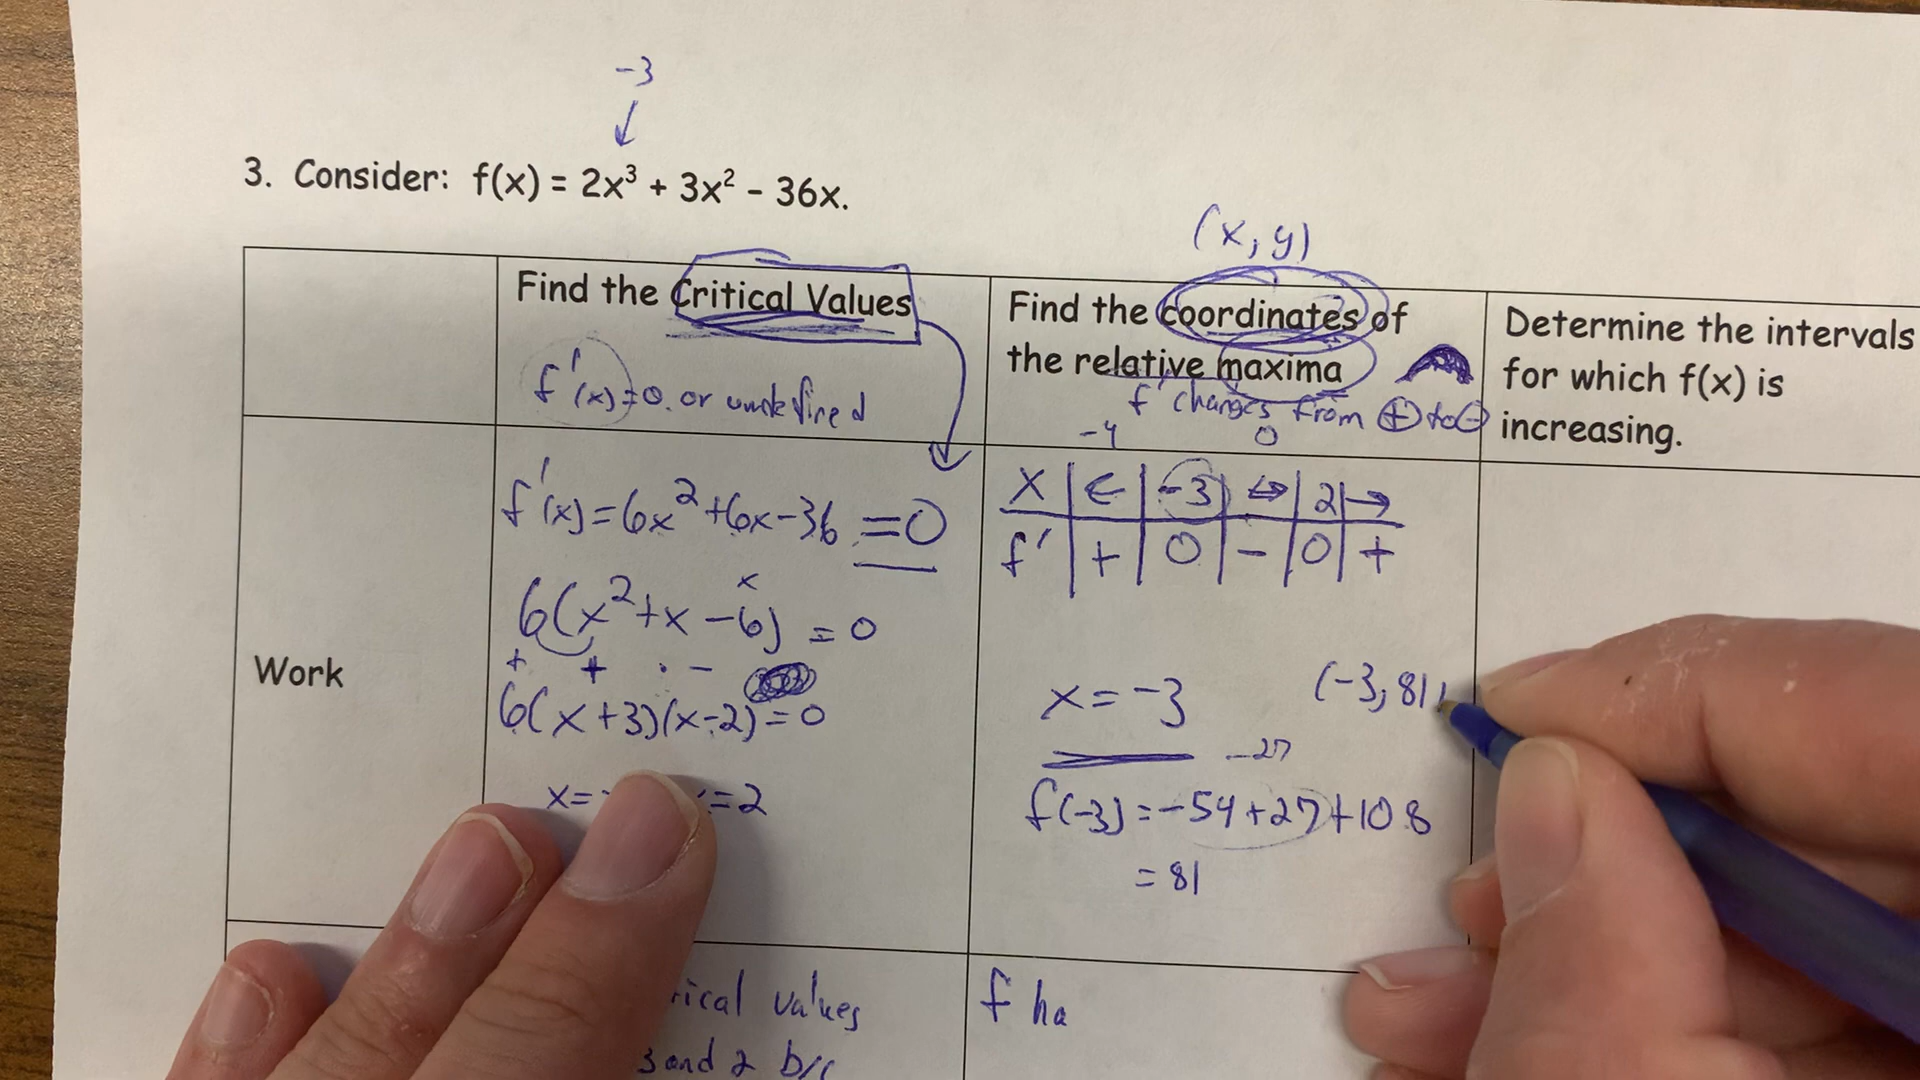 -3
↓
3. Consider: f(x) = 2x³ + 3x² - 36x.
(x, y)
Find the Critical Values
f'(x)=0 or undefined
Find the coordinates of
the relative maxima
f' changes from ⊕ to ⊖
Determine the intervals
for which f(x) is
increasing.
Work
f'(x)=6x²+6x-36 =0
x
6(x²+x-6) = 0
+ + · -
6(x+3)(x-2)=0
x=- =2
-4 0
x | ← | -3 | ↔ | 2 | →
f' | + | 0 | - | 0 | +
x = -3
(-3, 81)
-27
f(-3) = -54+27+108
= 81
values
3 and 2 b/c
f ha